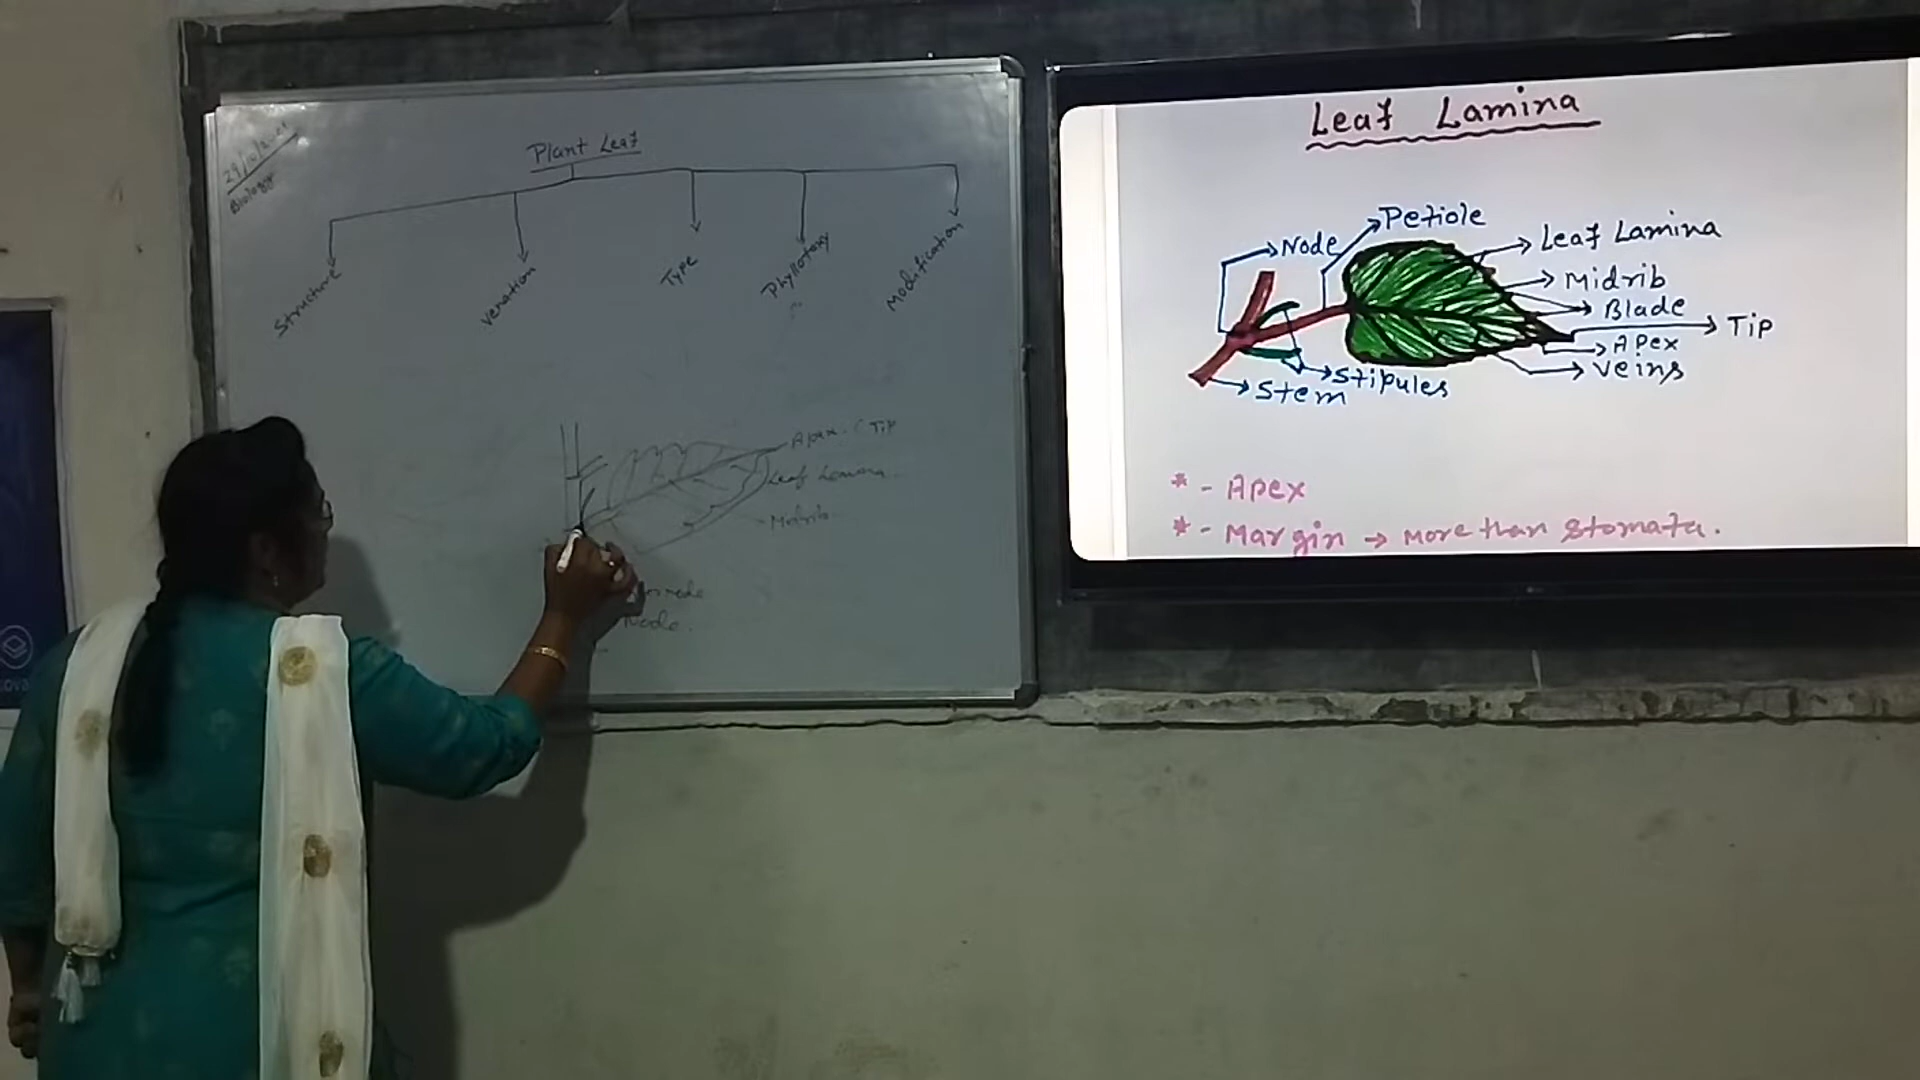 Biology
Plant Leaf
Structure
Venation
Type
Phyllotaxy
Modification
Apex (Tip
Leaf Lamina
Midrib
Node.
Leaf Lamina
Petiole
Node
Leaf Lamina
Midrib
Blade
Tip
Apex
Veins
Stipules
Stem
* - Apex
* - Margin → more than stomata.